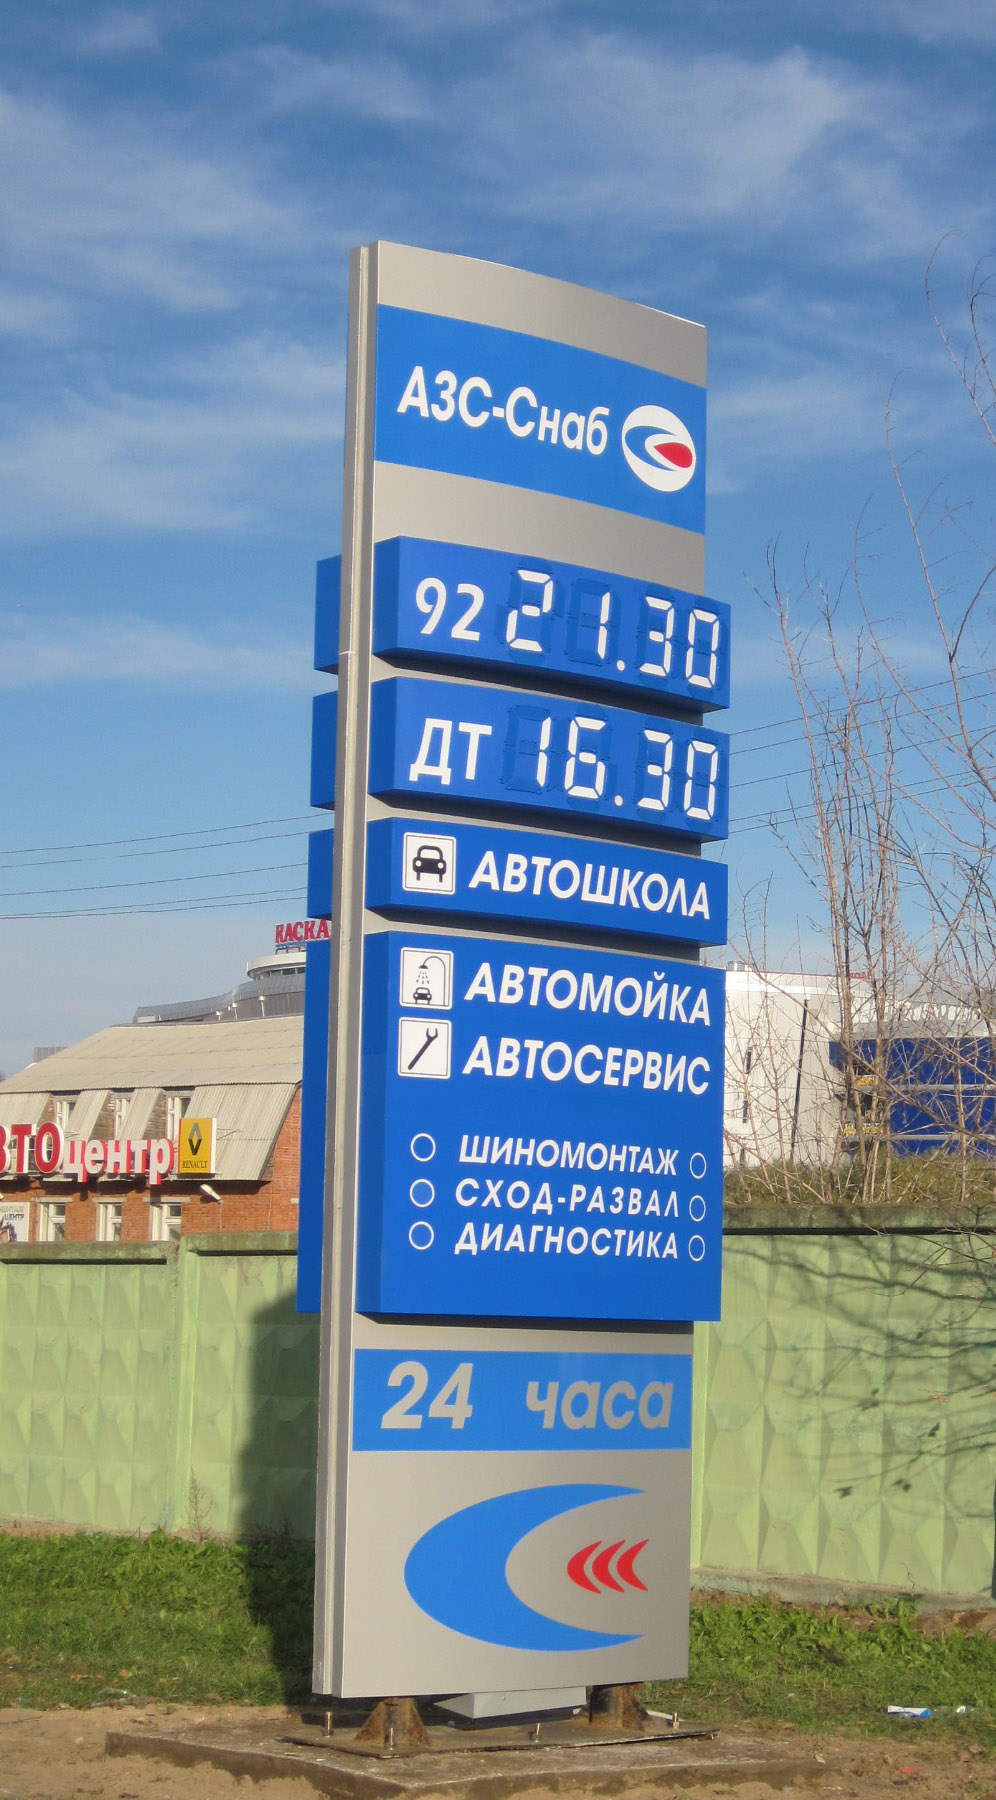 АЗС-Снаб
92 21.30
ДТ 16.30
АВТОШКОЛА
АВТОМОЙКА
АВТОСЕРВИС
ШИНОМОНТАЖ
СХОД-РАЗВАЛ
ДИАГНОСТИКА
24 часа
КАСКА
втоцентр
RENAULT